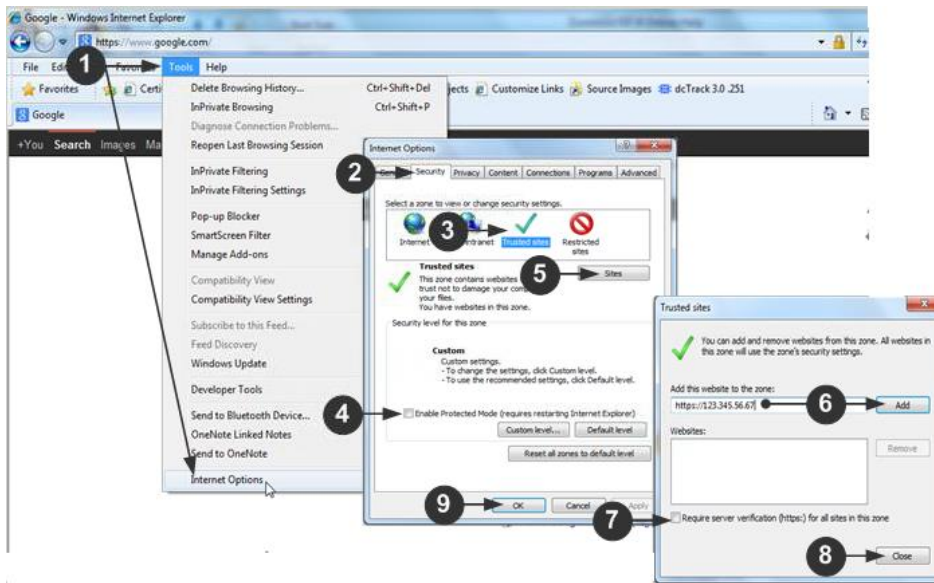 Google - Windows Internet Explorer
https://www.google.com/
File Favorites Tools Help
Favorites Customize Links Source Images dcTrack 3.0 .251
Google
+You Search Images
1
Delete Browsing History... Ctrl+Shift+Del
InPrivate Browsing Ctrl+Shift+P
Diagnose Connection Problems...
Reopen Last Browsing Session
InPrivate Filtering
InPrivate Filtering Settings
Pop-up Blocker
SmartScreen Filter
Manage Add-ons
Compatibility View
Compatibility View Settings
Subscribe to this Feed...
Feed Discovery
Windows Update
Developer Tools
Send to Bluetooth Device...
OneNote Linked Notes
Send to OneNote
Internet Options
Internet Options
2
Security Privacy Content Connections Programs Advanced
Select a zone to view or change security settings.
3
Internet intranet Trusted sites Restricted
sites
Trusted sites
5
Sites
This zone contains websites
trust not to damage your
your files.
You have websites in this zone.
Security level for this zone
Custom
Custom settings.
- To change the settings, click Custom level.
- To use the recommended settings, click Default level.
4
Enable Protected Mode (requires restarting Internet Explorer)
Custom level... Default level
Reset all zones to default level
9
OK Cancel Apply
Trusted sites
You can add and remove websites from this zone. All websites in
this zone will use the zone's security settings.
Add this website to the zone:
https://123.345.56.67
6
Add
Websites:
Remove
7
Require server verification (https:) for all sites in this zone
8
Close